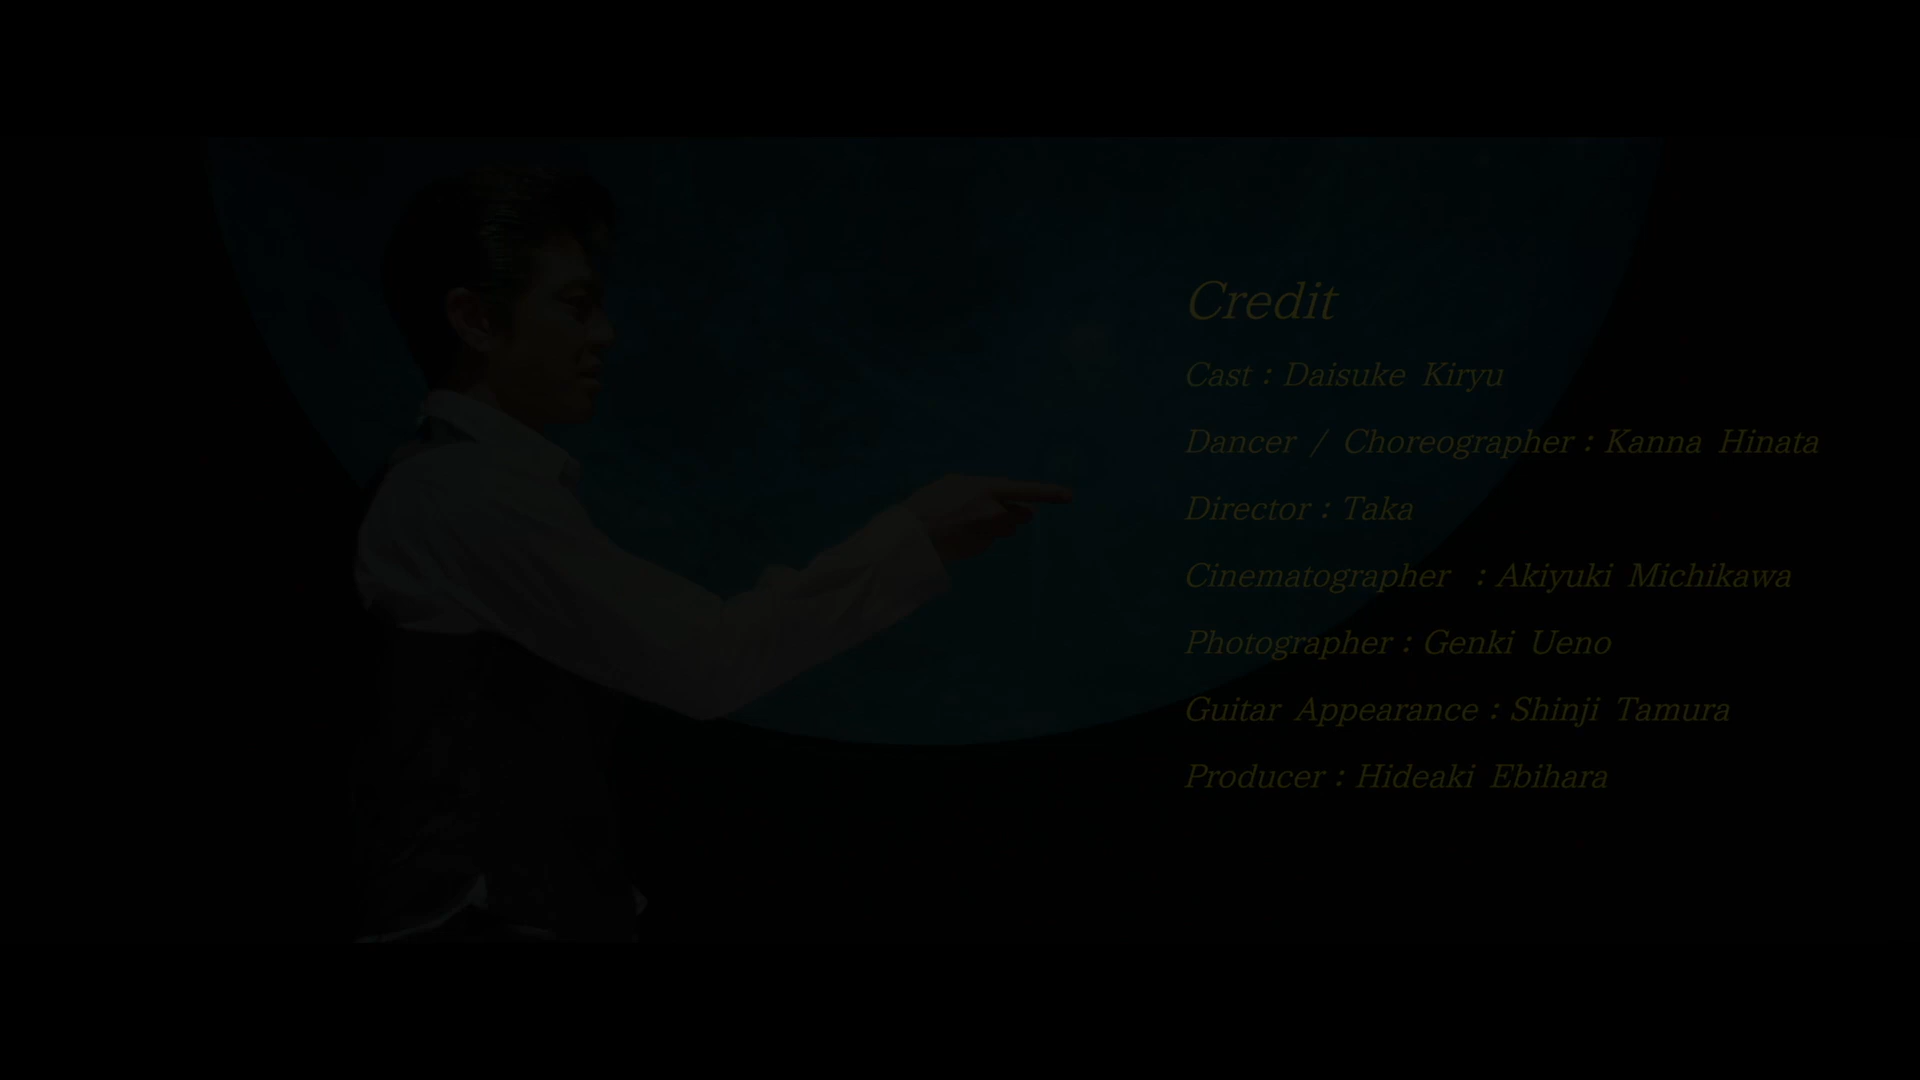 Credit
Cast : Daisuke Kiryu
Dancer / Choreographer : Kanna Hinata
Director : Taka
Cinematographer : Akiyuki Michikawa
Photographer : Genki Ueno
Guitar Appearance : Shinji Tamura
Producer : Hideaki Ebihara